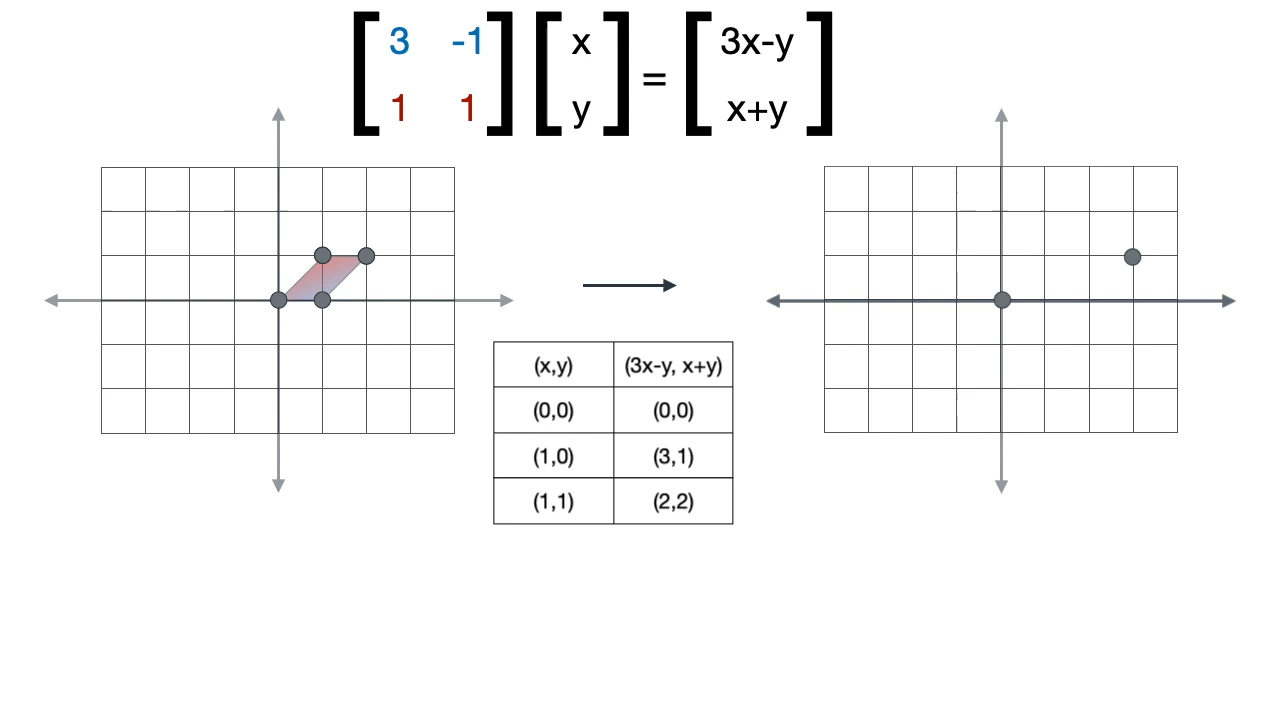 3 -1 x 3x-y
=
1 1 y x+y
(x,y) (3x-y, x+y)
(0,0) (0,0)
(1,0) (3,1)
(1,1) (2,2)